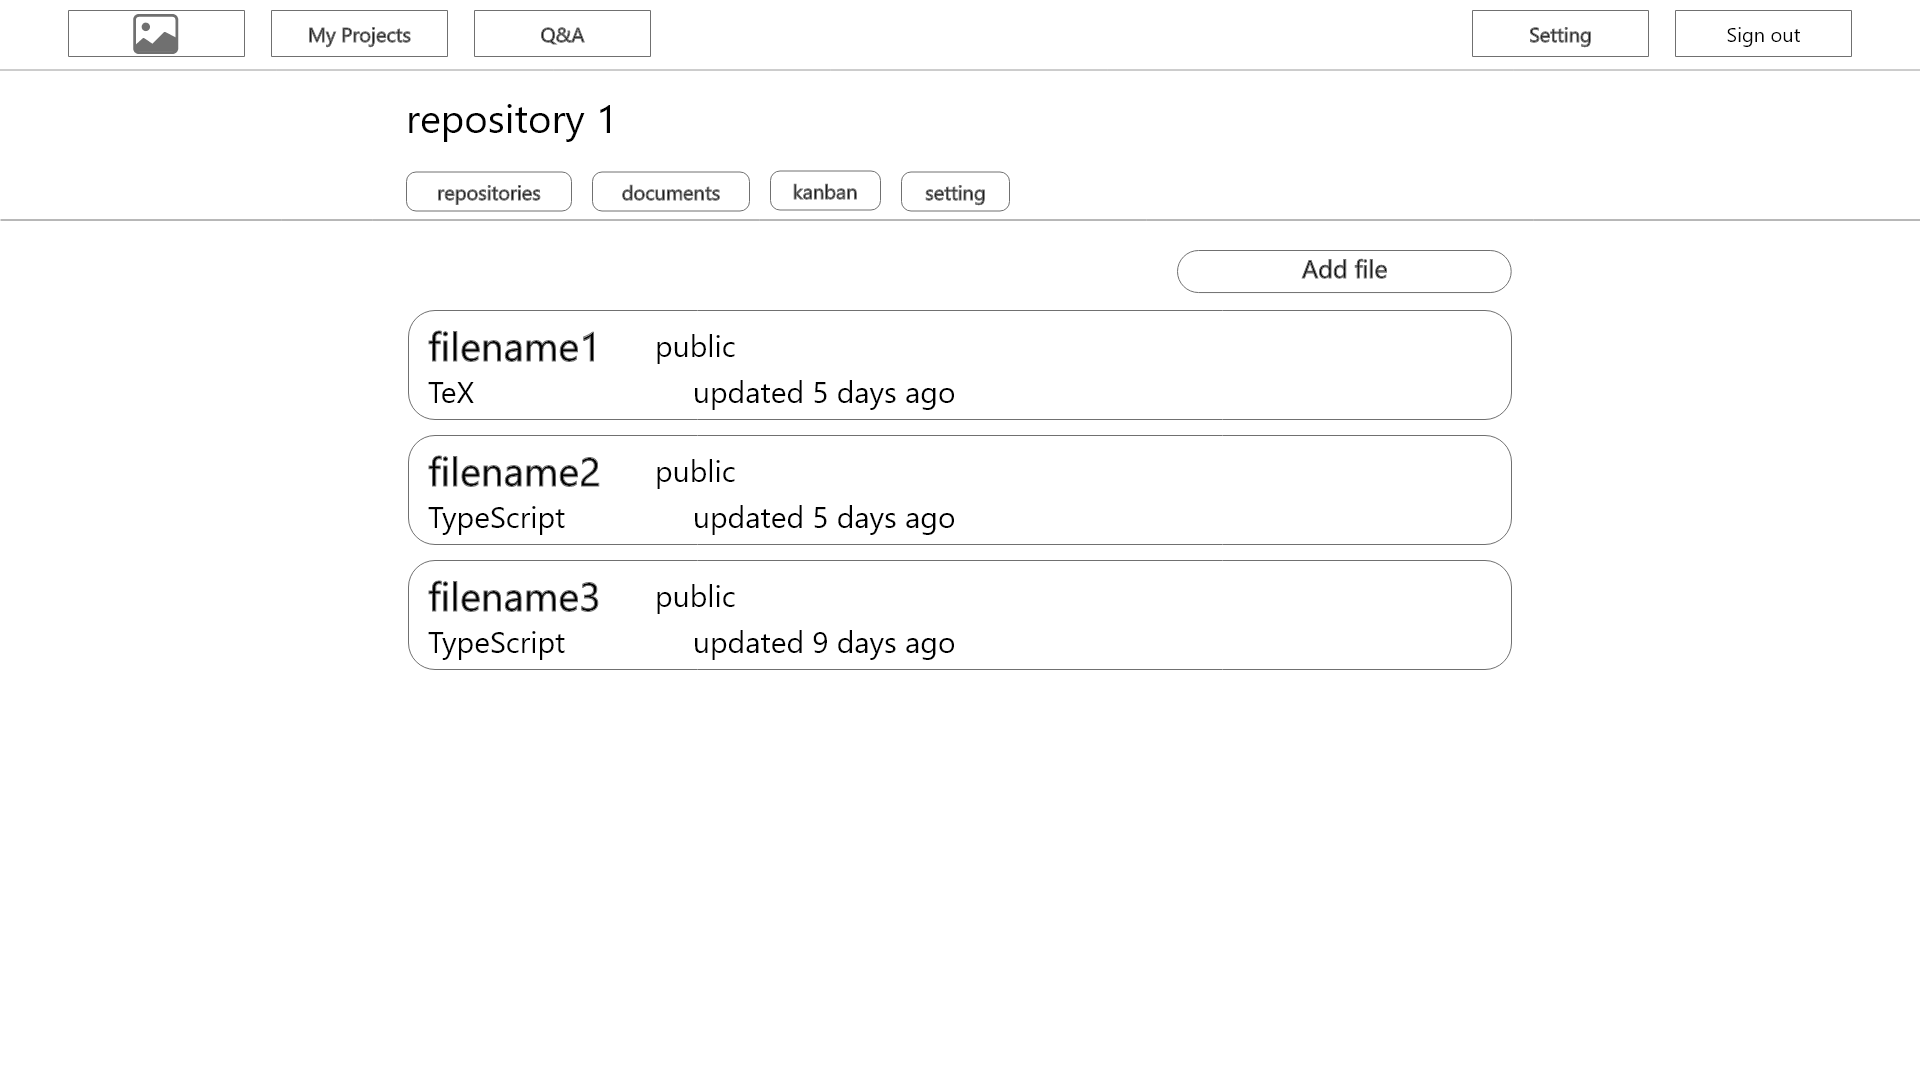 My Projects
Q&A
Setting
Sign out
repository 1
repositories
documents
kanban
setting
Add file
filename1 public
TeX updated 5 days ago
filename2 public
TypeScript updated 5 days ago
filename3 public
TypeScript updated 9 days ago